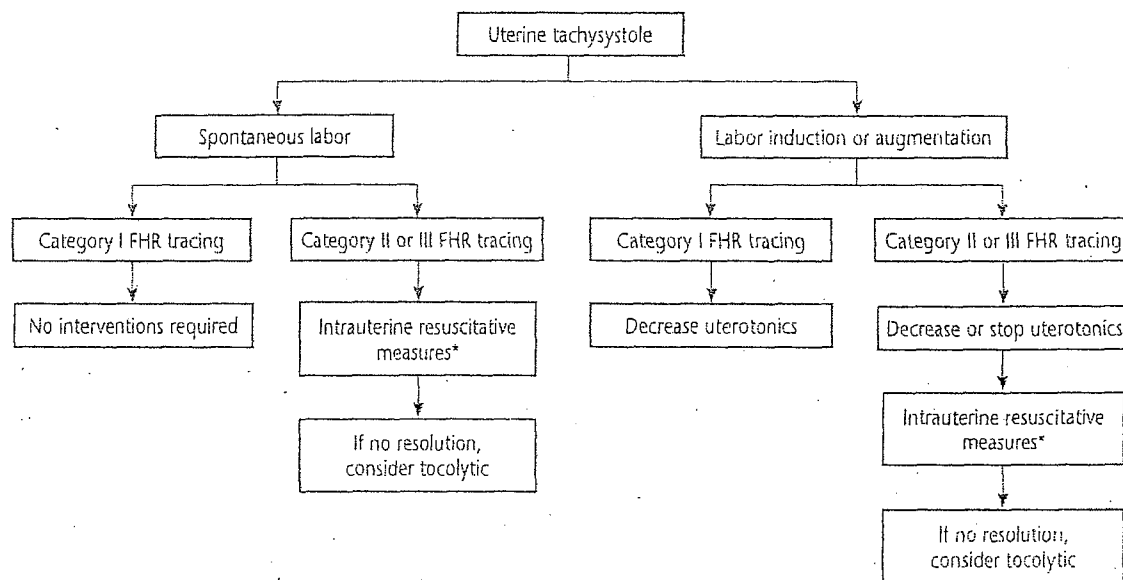 Uterine tachysystole
Spontaneous labor
Labor induction or augmentation
Category I FHR tracing
Category II or III FHR tracing
Category I FHR tracing
Category II or III FHR tracing
No interventions required
Intrauterine resuscitative
measures*
Decrease uterotonics
Decrease or stop uterotonics
If no resolution,
consider tocolytic
Intrauterine resuscitative
measures*
If no resolution,
consider tocolytic